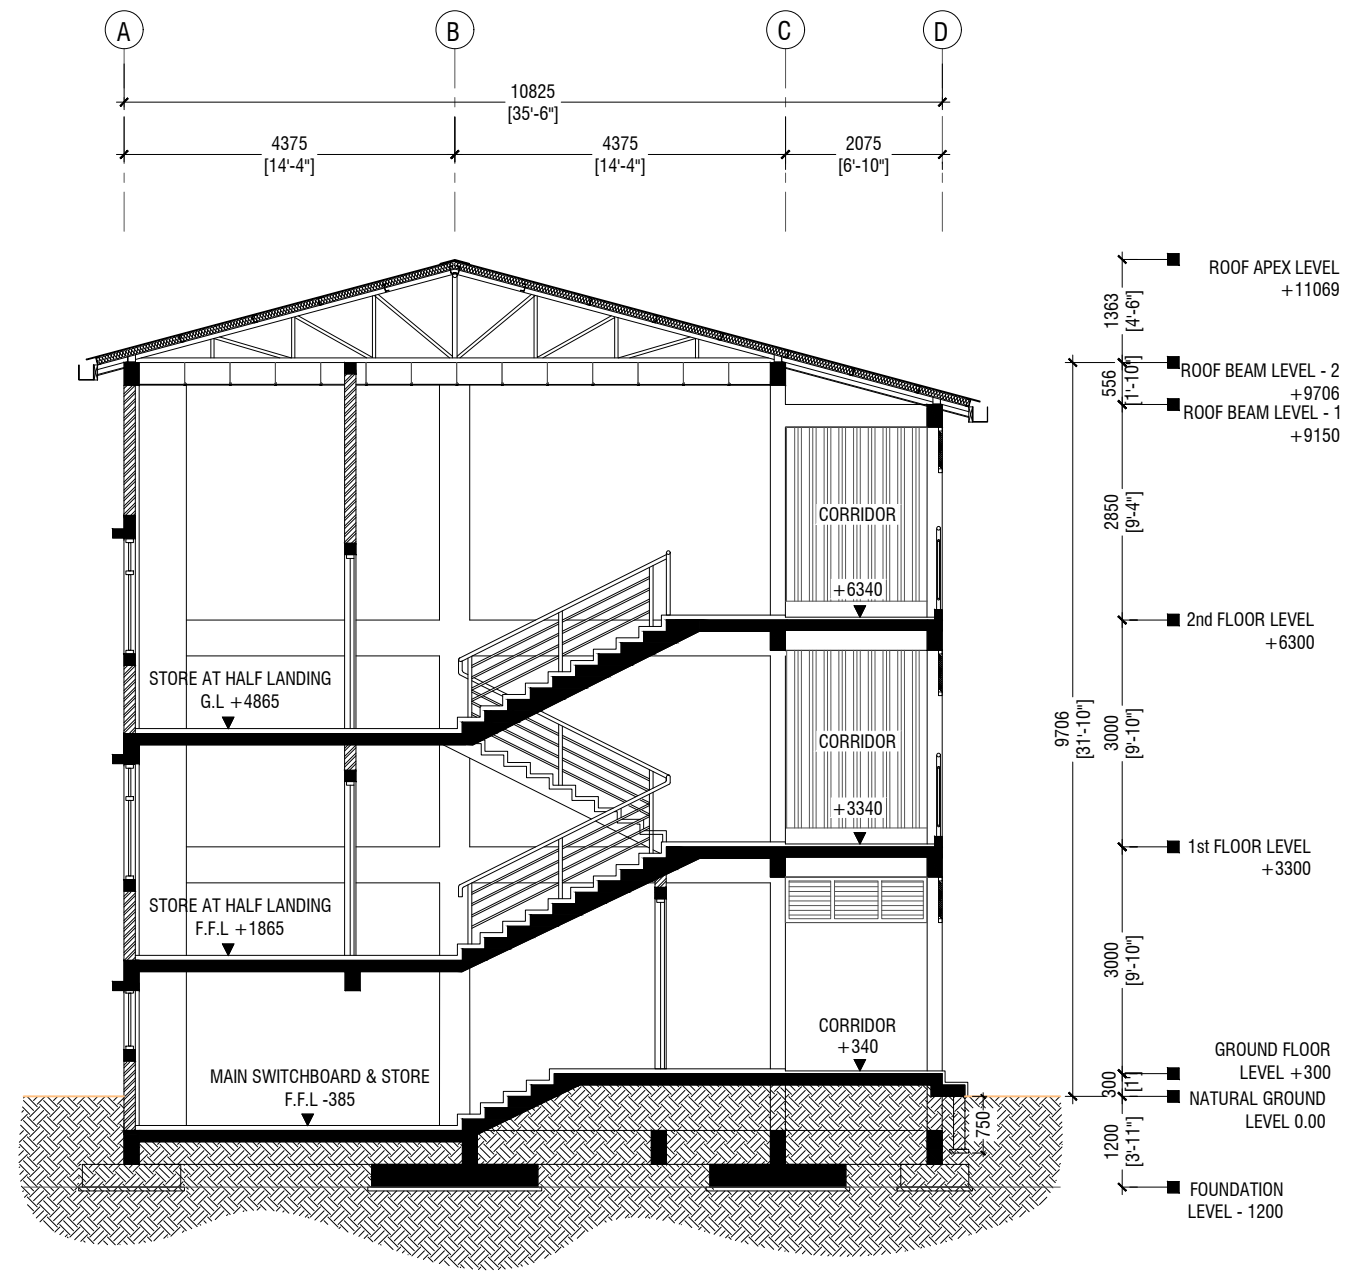 A B C D
10825
[35'-6"]
4375 4375 2075
[14'-4"] [14'-4"] [6'-10"]
ROOF APEX LEVEL
+11069
1363
[4'-6"]
ROOF BEAM LEVEL - 2
+9706
556
[1'-10"]
ROOF BEAM LEVEL - 1
+9150
CORRIDOR
2850
[9'-4"]
+6340
2nd FLOOR LEVEL
+6300
STORE AT HALF LANDING
G.L +4865
9706
[31'-10"]
3000
[9'-10"]
CORRIDOR
+3340
1st FLOOR LEVEL
+3300
STORE AT HALF LANDING
F.F.L +1865
3000
[9'-10"]
CORRIDOR
+340
GROUND FLOOR
LEVEL +300
MAIN SWITCHBOARD & STORE
F.F.L -385
300
[1']
NATURAL GROUND
LEVEL 0.00
750
1200
[3'-11"]
FOUNDATION
LEVEL - 1200